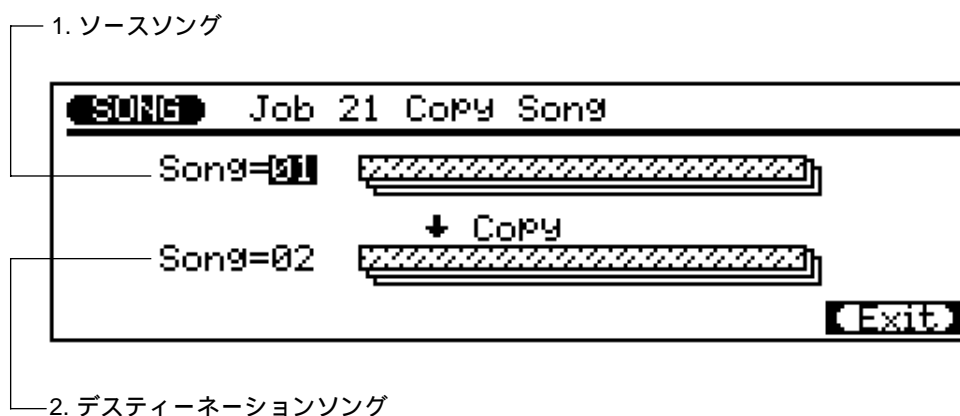 1. ソースソング
SONG Job 21 Copy Song
Song=01
↓ Copy
Song=02
Exit
2. デスティーネーションソング